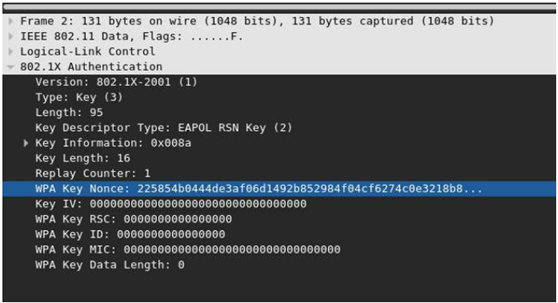 Frame 2: 131 bytes on wire (1048 bits), 131 bytes captured (1048 bits)
IEEE 802.11 Data, Flags: ......F.
Logical-Link Control
802.1X Authentication
Version: 802.1X-2001 (1)
Type: Key (3)
Length: 95
Key Descriptor Type: EAPOL RSN Key (2)
Key Information: 0x008a
Key Length: 16
Replay Counter: 1
WPA Key Nonce: 225854b0444de3af06d1492b852984f04cf6274c0e3218b8...
Key IV: 00000000000000000000000000000000
WPA Key RSC: 0000000000000000
WPA Key ID: 0000000000000000
WPA Key MIC: 00000000000000000000000000000000
WPA Key Data Length: 0